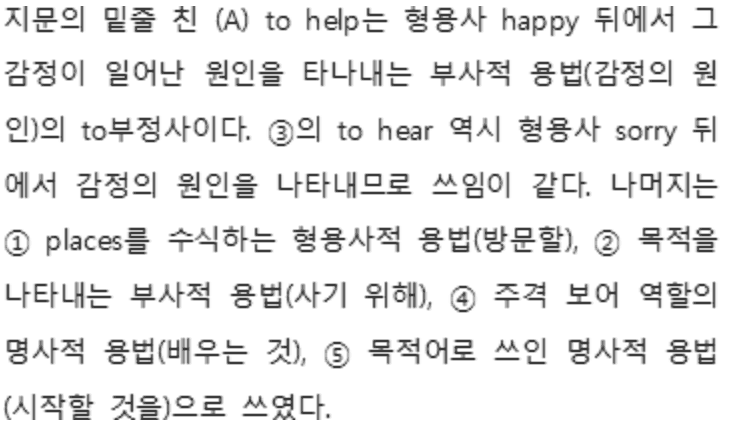 지문의 밑줄 친 (A) to help는 형용사 happy 뒤에서 그
감정이 일어난 원인을 타나내는 부사적 용법(감정의 원
인)의 to부정사이다. ③의 to hear 역시 형용사 sorry 뒤
에서 감정의 원인을 나타내므로 쓰임이 같다. 나머지는
① places를 수식하는 형용사적 용법(방문할), ② 목적을
나타내는 부사적 용법(사기 위해), ④ 주격 보어 역할의
명사적 용법(배우는 것), ⑤ 목적어로 쓰인 명사적 용법
(시작할 것을)으로 쓰였다.